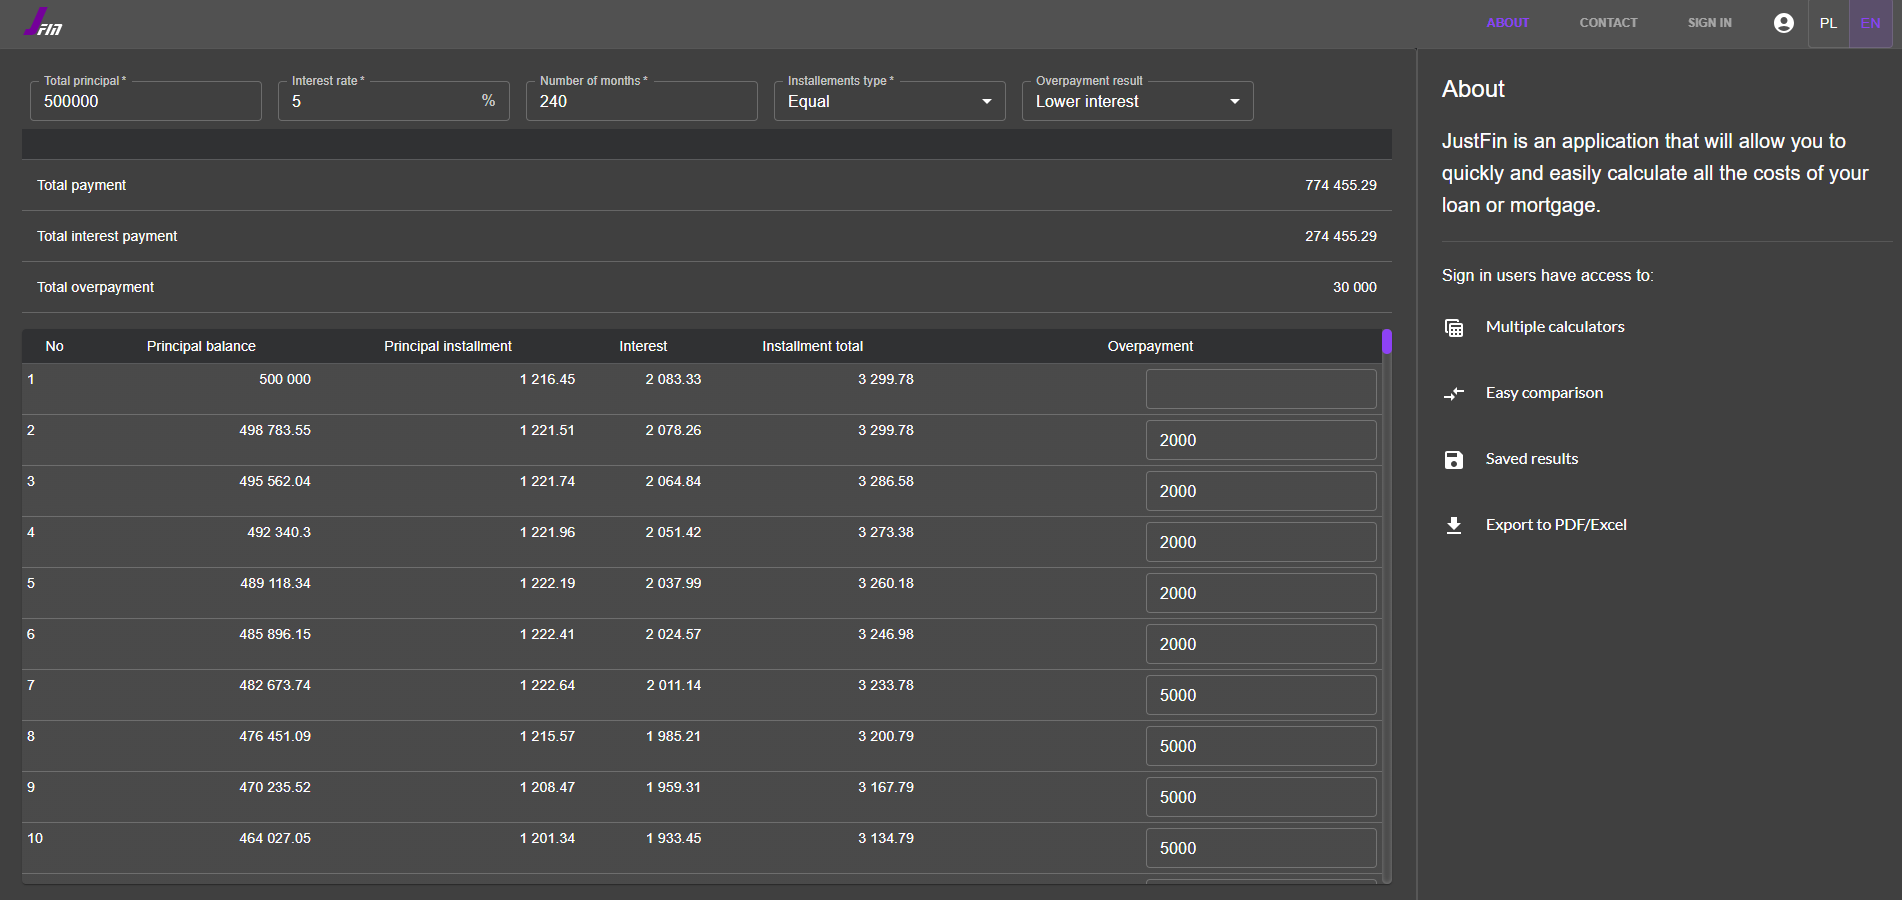 JFIN
ABOUT CONTACT SIGN IN PL EN
Total principal * Interest rate * Number of months * Installements type * Overpayment result
500000 5 % 240 Equal Lower interest
Total payment 774 455.29
Total interest payment 274 455.29
Total overpayment 30 000
No Principal balance Principal installment Interest Installment total Overpayment
1 500 000 1 216.45 2 083.33 3 299.78
2 498 783.55 1 221.51 2 078.26 3 299.78 2000
3 495 562.04 1 221.74 2 064.84 3 286.58 2000
4 492 340.3 1 221.96 2 051.42 3 273.38 2000
5 489 118.34 1 222.19 2 037.99 3 260.18 2000
6 485 896.15 1 222.41 2 024.57 3 246.98 2000
7 482 673.74 1 222.64 2 011.14 3 233.78 5000
8 476 451.09 1 215.57 1 985.21 3 200.79 5000
9 470 235.52 1 208.47 1 959.31 3 167.79 5000
10 464 027.05 1 201.34 1 933.45 3 134.79 5000
About
JustFin is an application that will allow you to
quickly and easily calculate all the costs of your
loan or mortgage.
Sign in users have access to:
Multiple calculators
Easy comparison
Saved results
Export to PDF/Excel